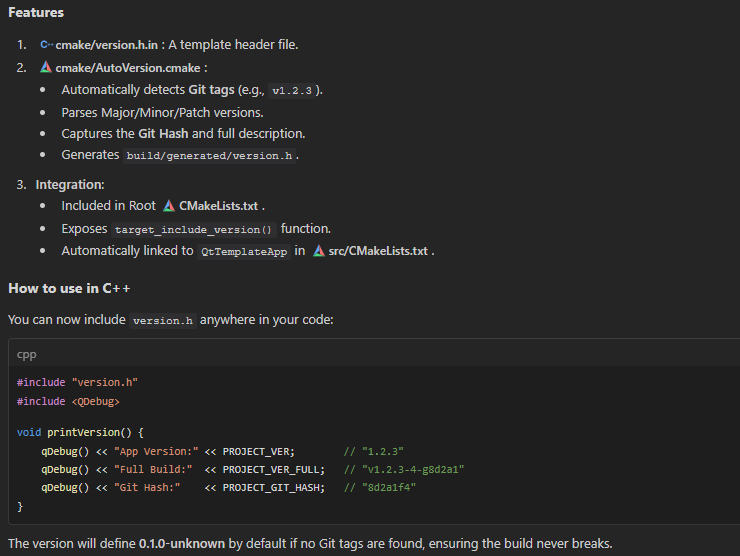 Features
1. C++ cmake/version.h.in : A template header file.
2. cmake/AutoVersion.cmake :
• Automatically detects Git tags (e.g., v1.2.3 ).
• Parses Major/Minor/Patch versions.
• Captures the Git Hash and full description.
• Generates build/generated/version.h .
3. Integration:
• Included in Root CMakeLists.txt .
• Exposes target_include_version() function.
• Automatically linked to QtTemplateApp in src/CMakeLists.txt .
How to use in C++
You can now include version.h anywhere in your code:
cpp
#include "version.h"
#include <QDebug>
void printVersion() {
qDebug() << "App Version:" << PROJECT_VER; // "1.2.3"
qDebug() << "Full Build:" << PROJECT_VER_FULL; // "v1.2.3-4-g8d2a1"
qDebug() << "Git Hash:" << PROJECT_GIT_HASH; // "8d2a1f4"
}
The version will define 0.1.0-unknown by default if no Git tags are found, ensuring the build never breaks.